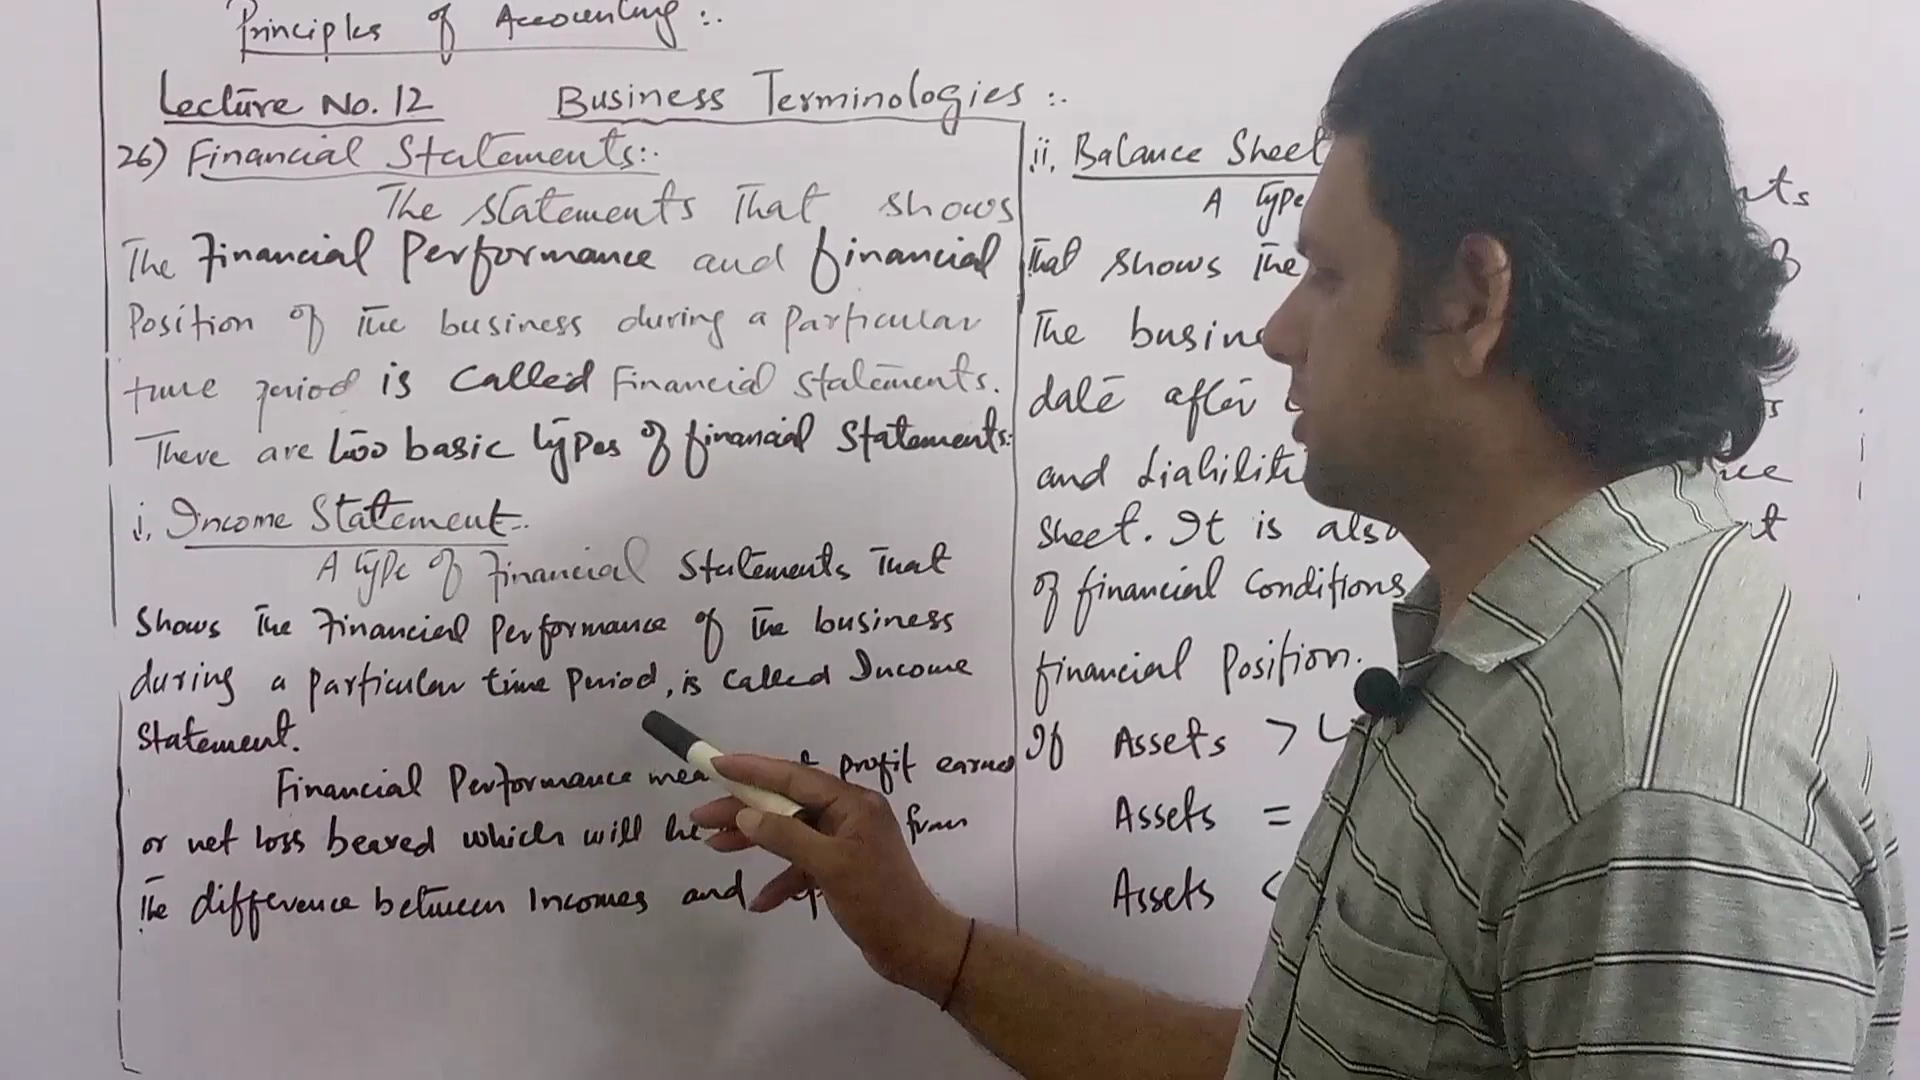 Principles of Accounting :.
Lecture No. 12 Business Terminologies :.
26) Financial Statements:.
The statements That shows
The Financial Performance and financial
Position of The business during a particular
time period is called Financial statements.
There are two basic types of financial Statements:
i. Income Statement:.
A type of Financial Statements That
Shows The Financial Performance of The business
during a particular time Period, is called Income
Statement.
Financial Performance profit earned
or net loss beared which will be from
The difference between Incomes and
ii. Balance Sheet
A type
That shows The
The
date after
and
Sheet. It is also
of financial Conditions
financial Position.
If Assets >
Assets =
Assets <